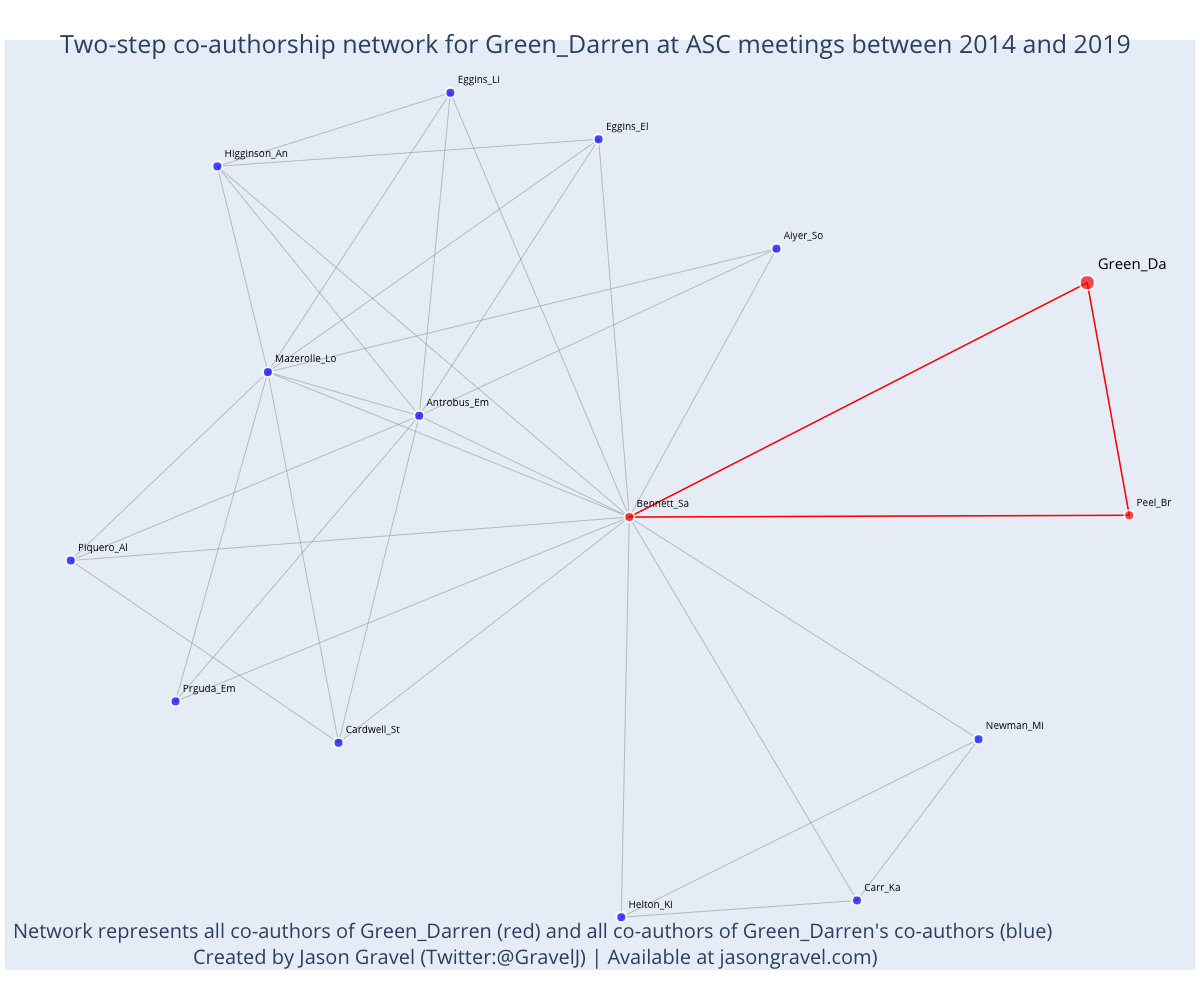 Two-step co-authorship network for Green_Darren at ASC meetings between 2014 and 2019
Eggins_Li
Eggins_El
Higginson_An
Aiyer_So
Green_Da
Mazerolle_Lo
Antrobus_Em
Bennett_Sa
Peel_Br
Piquero_Al
Prguda_Em
Cardwell_St
Newman_Mi
Carr_Ka
Helton_Ki
Network represents all co-authors of Green_Darren (red) and all co-authors of Green_Darren's co-authors (blue)
Created by Jason Gravel (Twitter:@GravelJ) | Available at jasongravel.com)